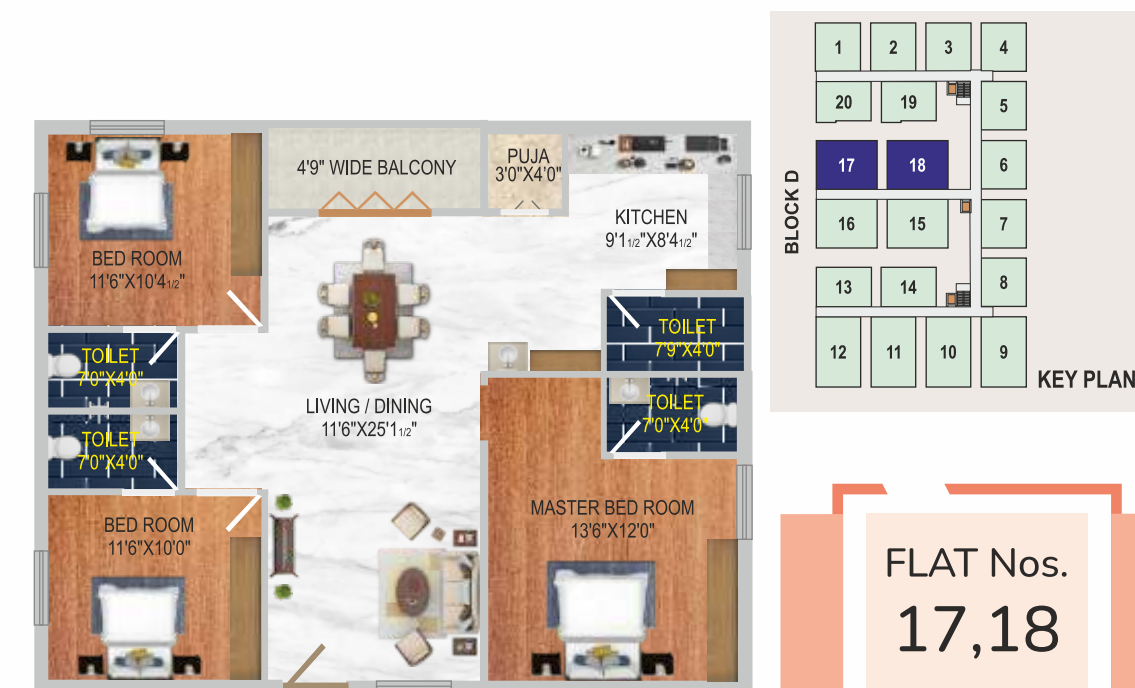 4'9" WIDE BALCONY
PUJA
3'0"X4'0"
KITCHEN
9'1 1/2"X8'4 1/2"
BED ROOM
11'6"X10'4 1/2"
TOILET
7'9"X4'0"
TOILET
7'0"X4'0"
TOILET
7'0"X4'0"
LIVING / DINING
11'6"X25'1 1/2"
TOILET
7'0"X4'0"
BED ROOM
11'6"X10'0"
MASTER BED ROOM
13'6"X12'0"
BLOCK D
1 2 3 4
20 19 5
17 18 6
16 15 7
13 14 8
12 11 10 9
KEY PLAN
FLAT Nos.
17,18